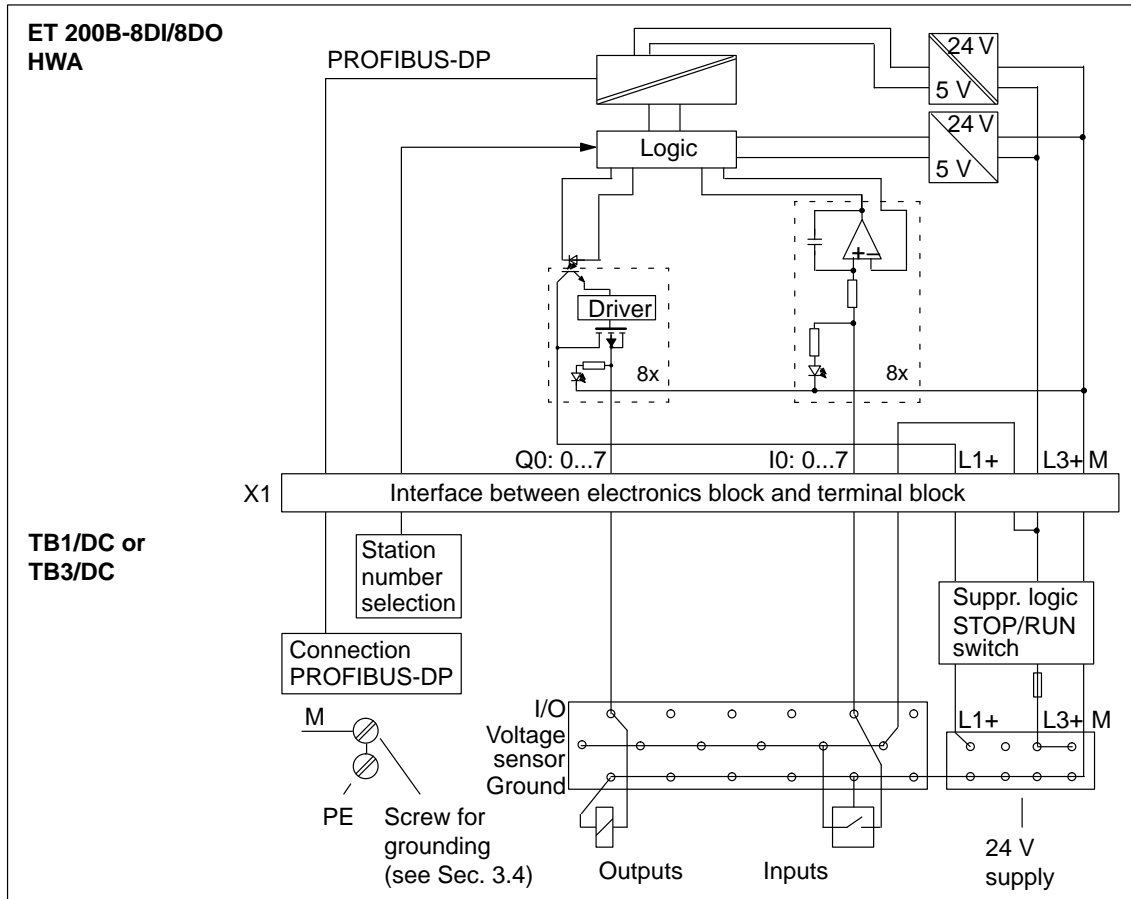 ET 200B-8DI/8DO
HWA
PROFIBUS-DP
24 V
5 V
24 V
5 V
Logic
+ –
Driver
8x
8x
Q0: 0...7
I0: 0...7
L1+
L3+ M
X1
Interface between electronics block and terminal block
TB1/DC or
TB3/DC
Station
number
selection
Suppr. logic
STOP/RUN
switch
Connection
PROFIBUS-DP
M
I/O
Voltage
sensor
Ground
L1+
L3+ M
PE
Screw for
grounding
(see Sec. 3.4)
Outputs
Inputs
24 V
supply